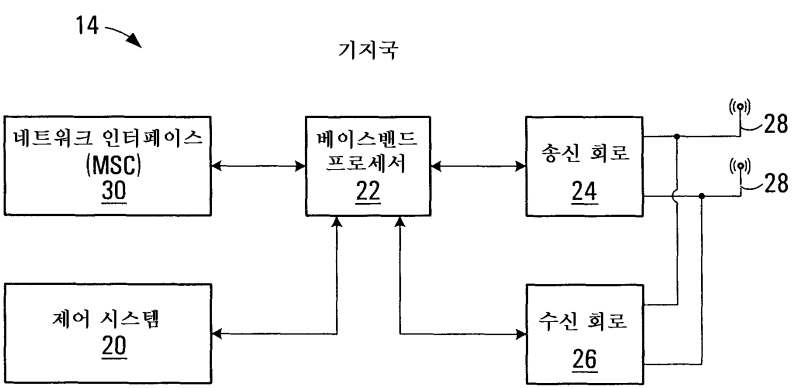 14
기지국
네트워크 인터페이스
(MSC)
30
베이스밴드
프로세서
22
송신 회로
24
28
28
제어 시스템
20
수신 회로
26